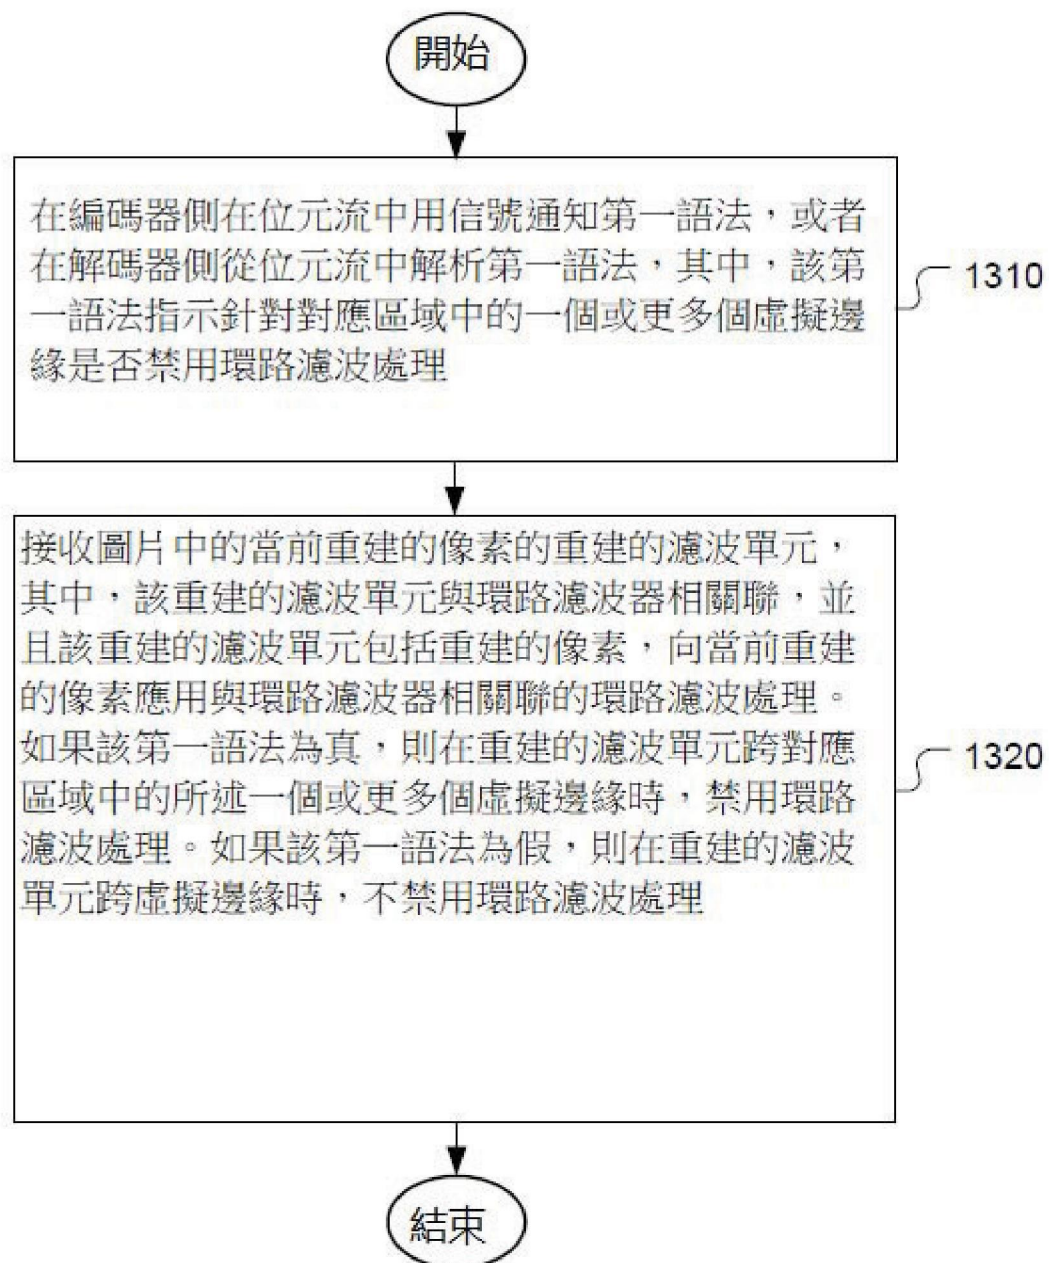 開始
在編碼器側在位元流中用信號通知第一語法，或者
在解碼器側從位元流中解析第一語法，其中，該第
一語法指示針對對應區域中的一個或更多個虛擬邊
緣是否禁用環路濾波處理
1310
接收圖片中的當前重建的像素的重建的濾波單元，
其中，該重建的濾波單元與環路濾波器相關聯，並
且該重建的濾波單元包括重建的像素，向當前重建
的像素應用與環路濾波器相關聯的環路濾波處理。
如果該第一語法為真，則在重建的濾波單元跨對應
區域中的所述一個或更多個虛擬邊緣時，禁用環路
濾波處理。如果該第一語法為假，則在重建的濾波
單元跨虛擬邊緣時，不禁用環路濾波處理
1320
結束